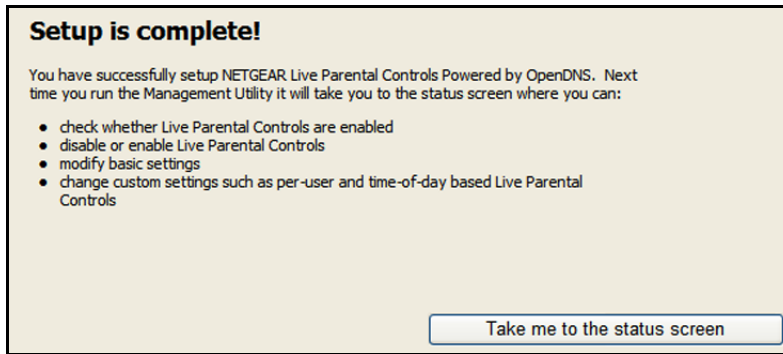 Setup is complete!
You have successfully setup NETGEAR Live Parental Controls Powered by OpenDNS.  Next
time you run the Management Utility it will take you to the status screen where you can:
• check whether Live Parental Controls are enabled
• disable or enable Live Parental Controls
• modify basic settings
• change custom settings such as per-user and time-of-day based Live Parental
Controls
Take me to the status screen